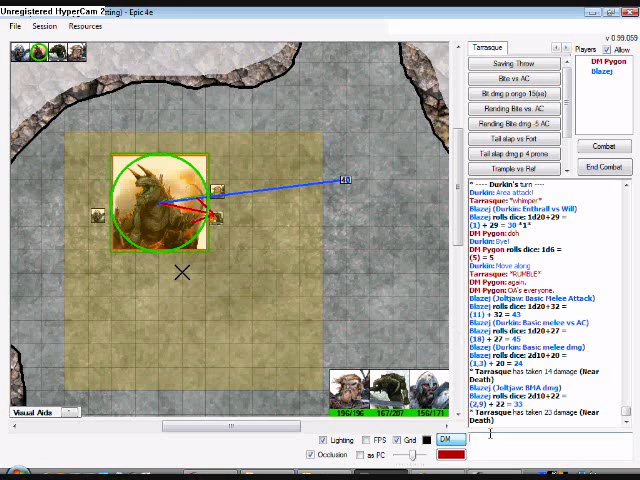 Unregistered HyperCam 2
tting) - Epic 4e
File Session Resources
v 0.99.059
Tarrasque
Players
Allow
DM Pygon
Blazej
Saving Throw
Bite vs AC
Bt dmg p ongo 15(se)
Rending Bite vs. AC
Rending Bite dmg -5 AC
Tail slap vs Fort
Tail slap dmg p 4 prone
Trample vs Ref
Combat
End Combat
* ---- Durkin's turn
Durkin: Area attack!
Tarrasque: *whimper*
Blazej (Durkin: Enthrall vs Will)
Blazej rolls dice: 1d20+29 =
(1) + 29 = 30 *1*
DM Pygon: doh
Durkin: Bye!
DM Pygon rolls dice: 1d6 =
(5) = 5
Durkin: Move along
Tarrasque: *RUMBLE*
DM Pygon: again.
DM Pygon: OA's everyone.
Blazej (Joltjaw: Basic Melee Attack)
Blazej rolls dice: 1d20+32 =
(11) + 32 = 43
Blazej (Durkin: Basic melee vs AC)
Blazej rolls dice: 1d20+27 =
(18) + 27 = 45
Blazej (Durkin: Basic melee dmg)
Blazej rolls dice: 2d10+20 =
(1,3) + 20 = 24
* Tarrasque has taken 14 damage (Near
Death)
Blazej (Joltjaw: BMA dmg)
Blazej rolls dice: 2d10+22 =
(2,9) + 22 = 33
* Tarrasque has taken 23 damage (Near
Death)
40
196/196 167/207 156/171
Visual Aids
Lighting FPS Grid DM
Occlusion as PC